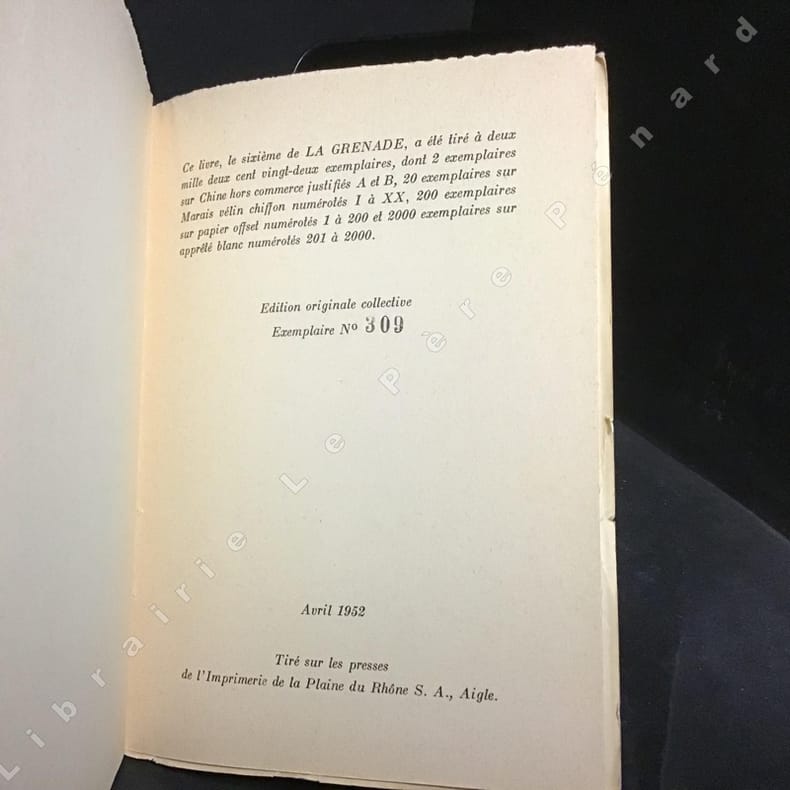 Ce livre, le sixième de LA GRENADE, a été tiré à deux
mille deux cent vingt-deux exemplaires, dont 2 exemplaires
sur Chine hors commerce justifiés A et B, 20 exemplaires sur
Marais vélin chiffon numérotés I à XX, 200 exemplaires
sur papier offset numérotés 1 à 200 et 2000 exemplaires sur
apprêté blanc numérotés 201 à 2000.
Edition originale collective
Exemplaire Nº 309
Avril 1952
Tiré sur les presses
de l'Imprimerie de la Plaine du Rhône S. A., Aigle.
Librairie Le Père Pénard